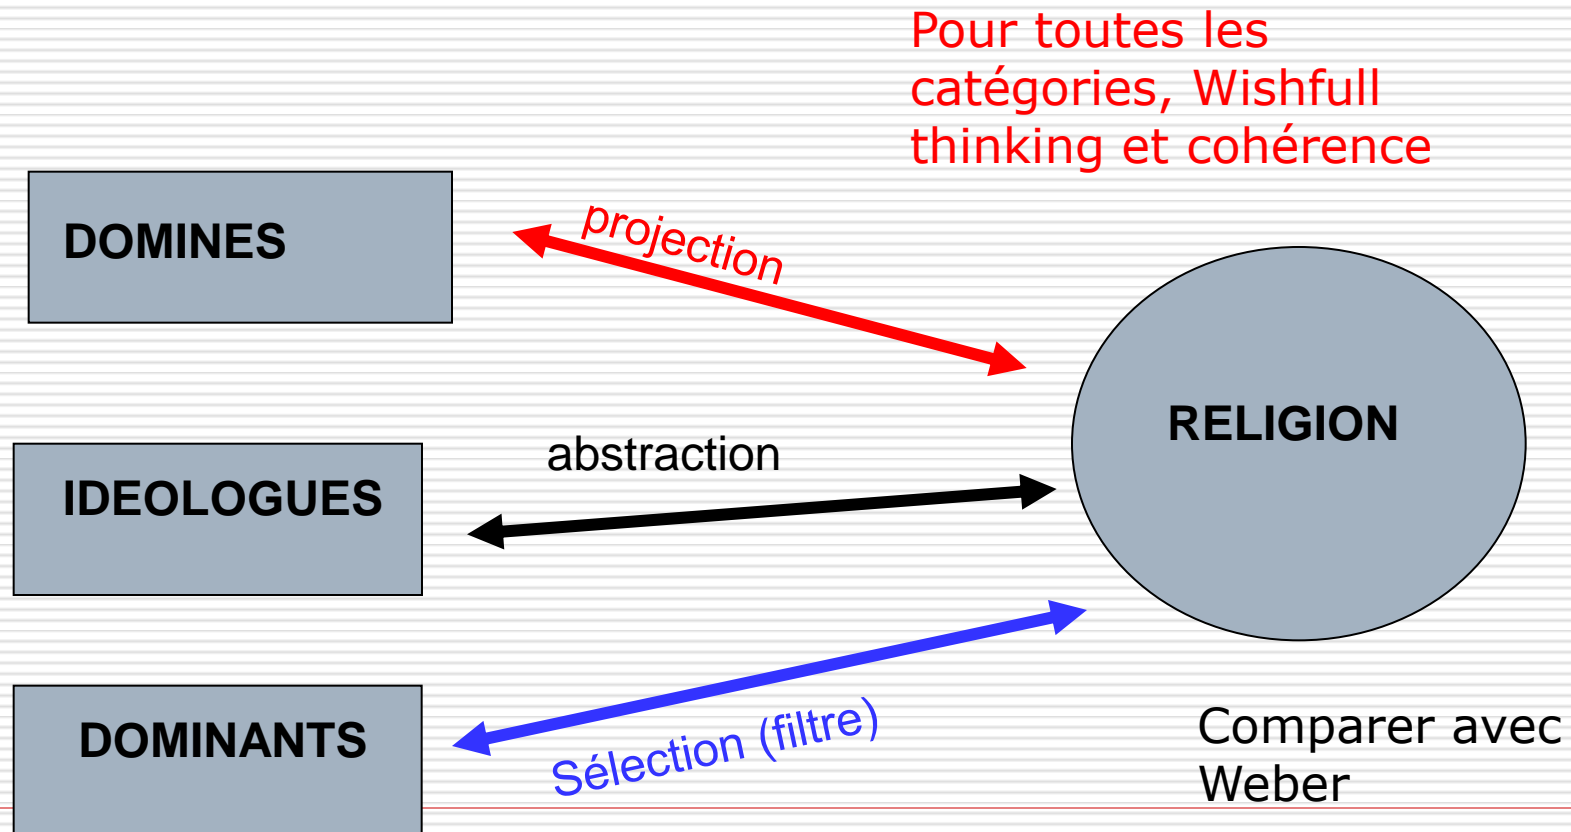 Pour toutes les
catégories, Wishfull
thinking et cohérence
DOMINES
projection
RELIGION
abstraction
IDEOLOGUES
DOMINANTS
Sélection (filtre)
Comparer avec
Weber